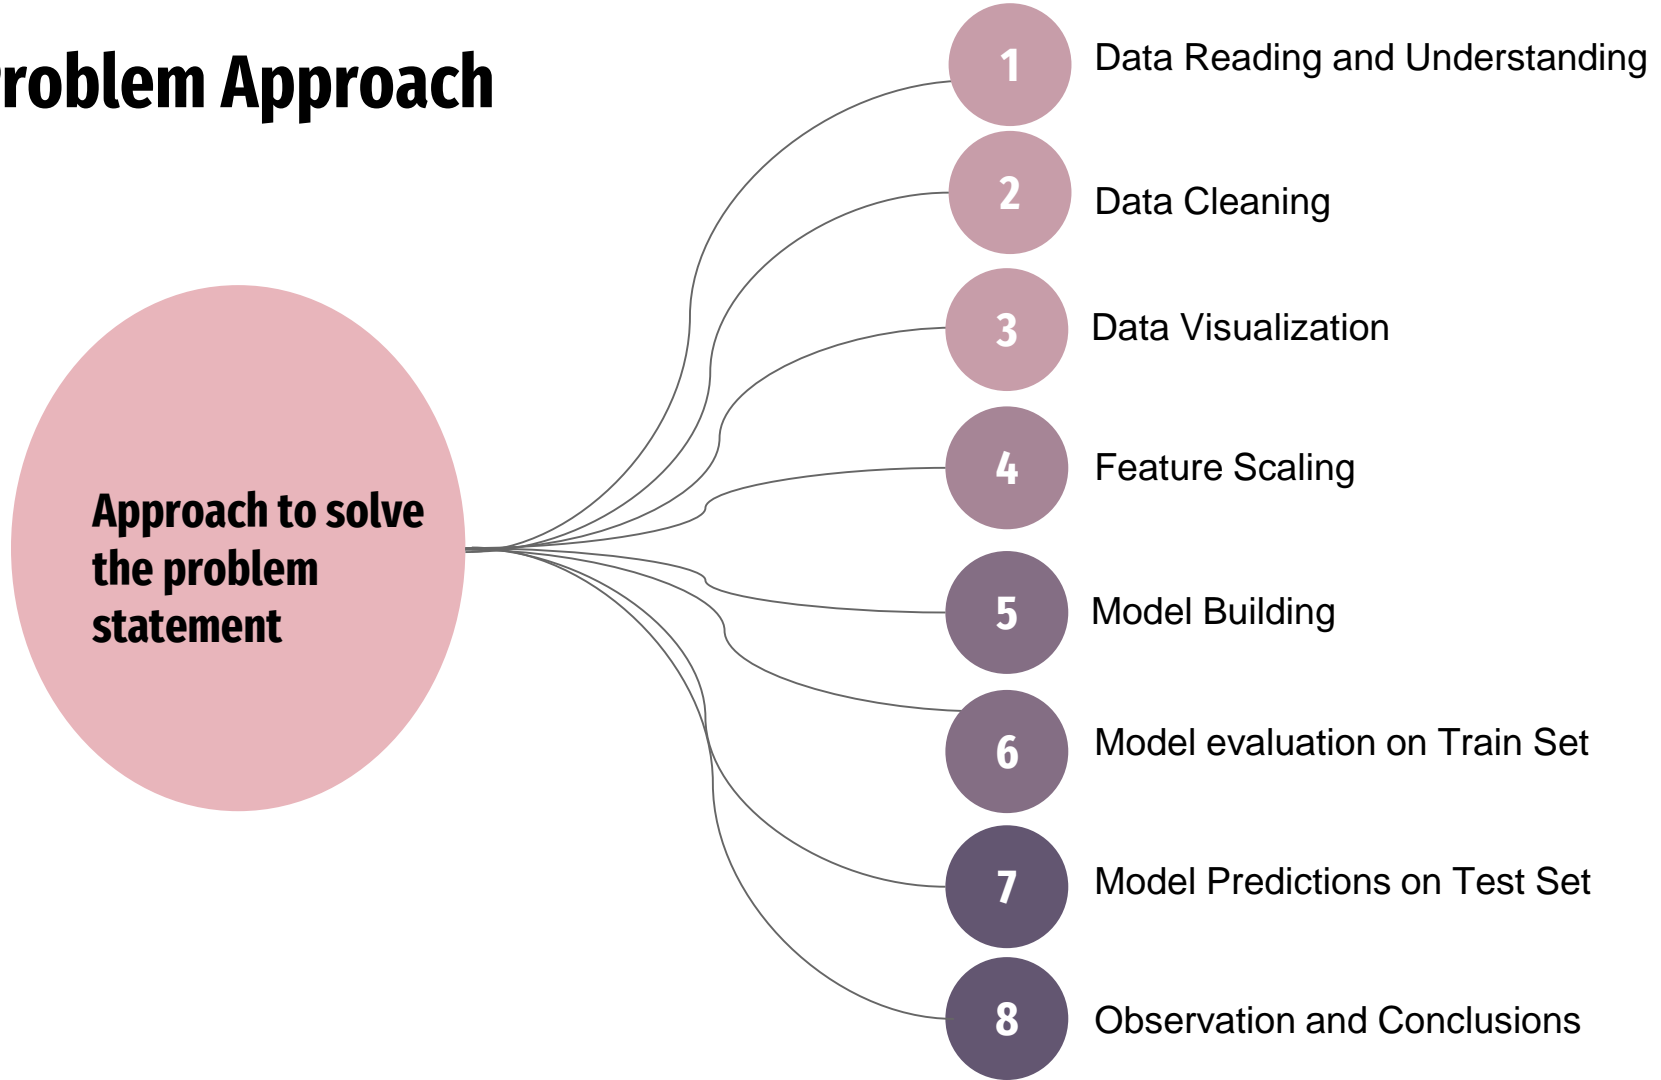 roblem Approach
1 Data Reading and Understanding
2 Data Cleaning
3 Data Visualization
4 Feature Scaling
Approach to solve
the problem
statement
5 Model Building
6 Model evaluation on Train Set
7 Model Predictions on Test Set
8 Observation and Conclusions